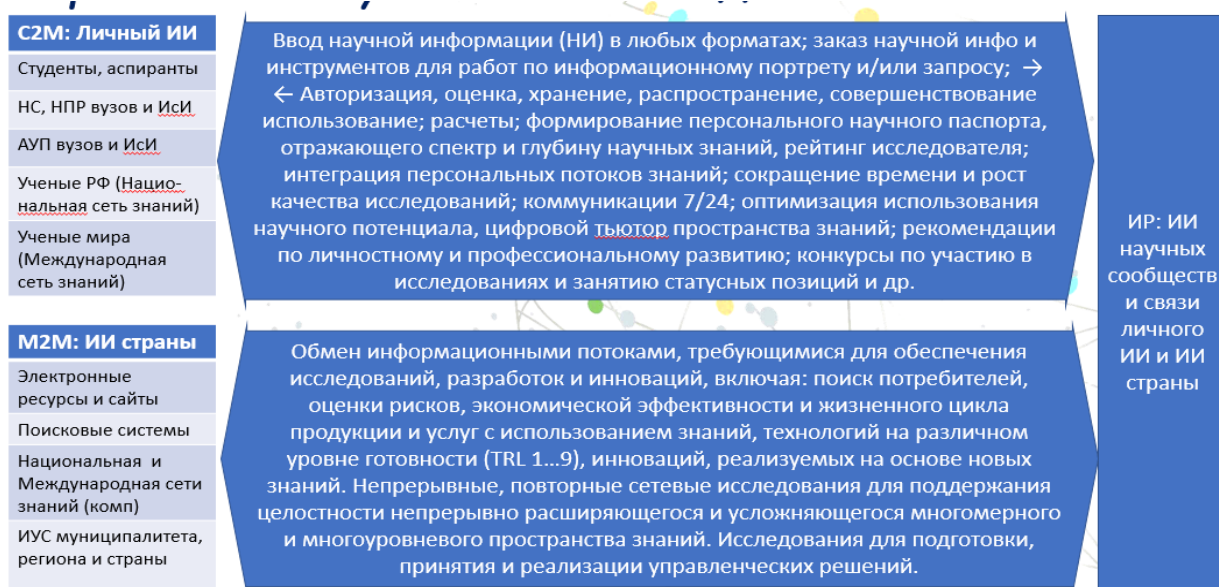 С2М: Личный ИИ
Студенты, аспиранты
НС, НПР вузов и ИсИ
АУП вузов и ИсИ
Ученые РФ (Нацио-
нальная сеть знаний)
Ученые мира
(Международная
сеть знаний)
Ввод научной информации (НИ) в любых форматах; заказ научной инфо и
инструментов для работ по информационному портрету и/или запросу; →
← Авторизация, оценка, хранение, распространение, совершенствование
использование; расчеты; формирование персонального научного паспорта,
отражающего спектр и глубину научных знаний, рейтинг исследователя;
интеграция персональных потоков знаний; сокращение времени и рост
качества исследований; коммуникации 7/24; оптимизация использования
научного потенциала, цифровой тьютор пространства знаний; рекомендации
по личностному и профессиональному развитию; конкурсы по участию в
исследованиях и занятию статусных позиций и др.
М2М: ИИ страны
Электронные
ресурсы и сайты
Поисковые системы
Национальная и
Международная сети
знаний (комп)
ИУС муниципалитета,
региона и страны
Обмен информационными потоками, требующимися для обеспечения
исследований, разработок и инноваций, включая: поиск потребителей,
оценки рисков, экономической эффективности и жизненного цикла
продукции и услуг с использованием знаний, технологий на различном
уровне готовности (TRL 1…9), инноваций, реализуемых на основе новых
знаний. Непрерывные, повторные сетевые исследования для поддержания
целостности непрерывно расширяющегося и усложняющегося многомерного
и многоуровневого пространства знаний. Исследования для подготовки,
принятия и реализации управленческих решений.
ИР: ИИ
научных
сообществ
и связи
личного
ИИ и ИИ
страны